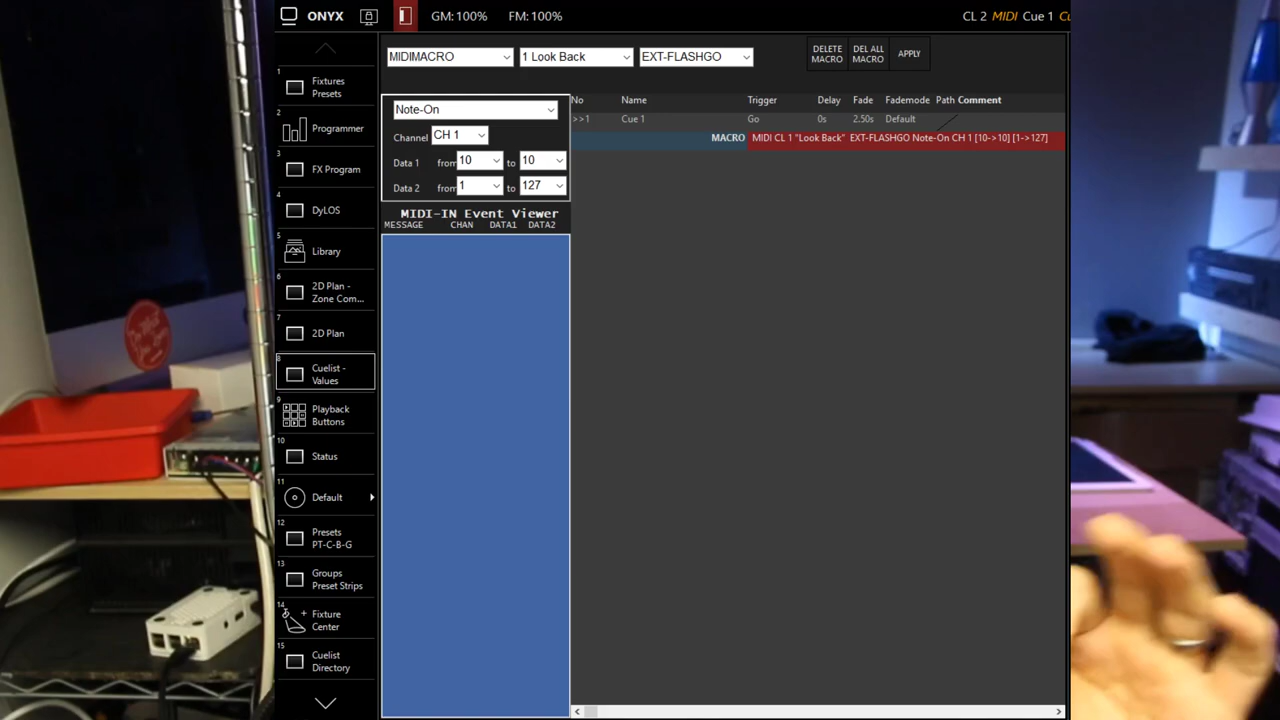 ONYX GM: 100% FM: 100% CL 2 MIDI Cue 1
1 Fixtures Presets
2 Programmer
3 FX Program
4 DyLOS
5 Library
6 2D Plan - Zone Com...
7 2D Plan
8 Cuelist - Values
9 Playback Buttons
10 Status
11 Default
12 Presets PT-C-B-G
13 Groups Preset Strips
14 Fixture Center
15 Cuelist Directory
MIDIMACRO 1 Look Back EXT-FLASHGO DELETE MACRO DEL ALL MACRO APPLY
Note-On
Channel CH 1
Data 1 from 10 to 10
Data 2 from 1 to 127
MIDI-IN Event Viewer
MESSAGE CHAN DATA1 DATA2
No Name Trigger Delay Fade Fademode Path Comment
>>1 Cue 1 Go 0s 2.50s Default
MACRO MIDI CL 1 "Look Back" EXT-FLASHGO Note-On CH 1 [10->10] [1->127]